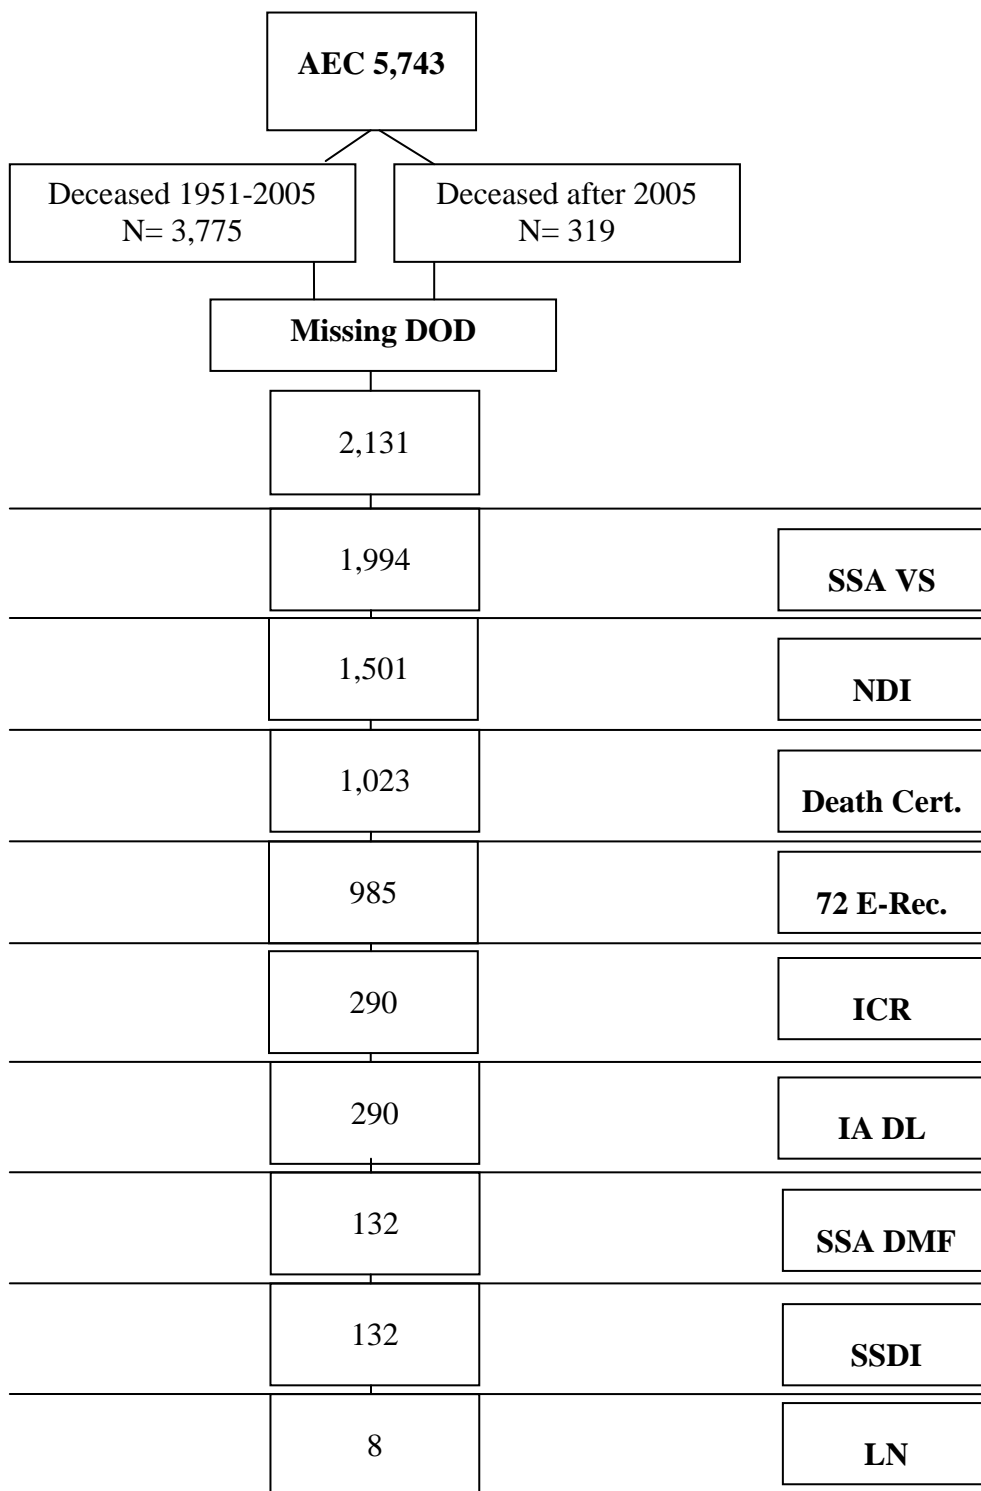 AEC 5,743
Deceased 1951-2005
N= 3,775
Deceased after 2005
N= 319
Missing DOD
2,131
1,994
SSA VS
1,501
NDI
1,023
Death Cert.
985
72 E-Rec.
290
ICR
290
IA DL
132
SSA DMF
132
SSDI
8
LN